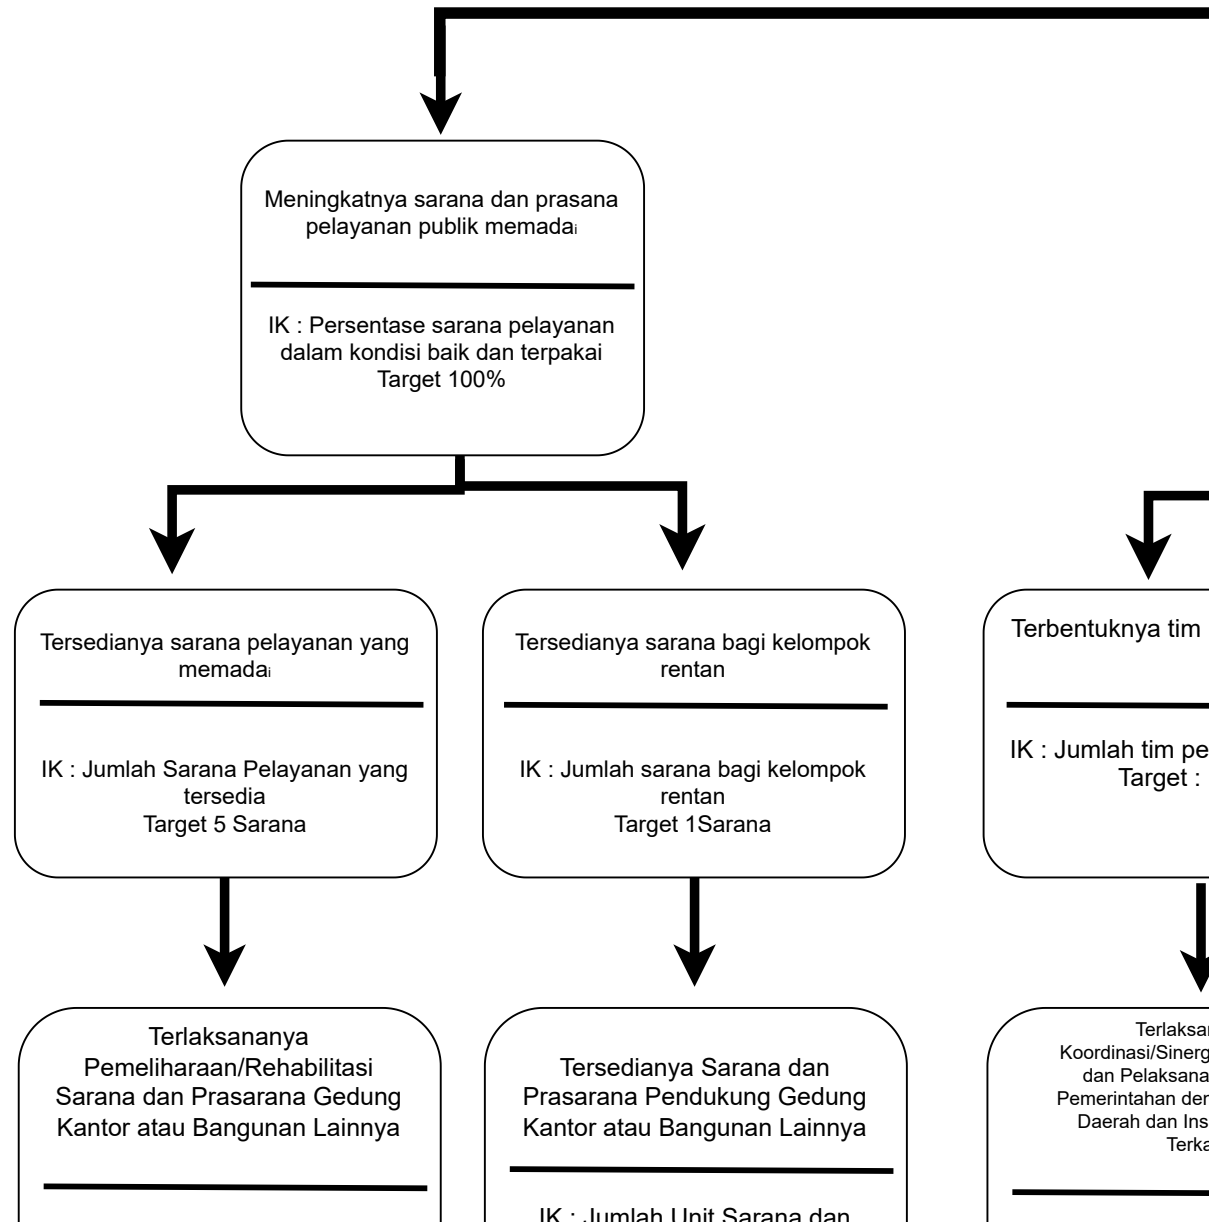 Meningkatnya sarana dan prasana
pelayanan publik memadai
IK : Persentase sarana pelayanan
dalam kondisi baik dan terpakai
Target 100%
Tersedianya sarana pelayanan yang
memadai
IK : Jumlah Sarana Pelayanan yang
tersedia
Target 5 Sarana
Tersedianya sarana bagi kelompok
rentan
IK : Jumlah sarana bagi kelompok
rentan
Target 1Sarana
Terbentuknya tim
IK : Jumlah tim pe
Target :
Terlaksananya
Pemeliharaan/Rehabilitasi
Sarana dan Prasarana Gedung
Kantor atau Bangunan Lainnya
Tersedianya Sarana dan
Prasarana Pendukung Gedung
Kantor atau Bangunan Lainnya
IK : Jumlah Unit Sarana dan
Terlaksa
Koordinasi/Sinerg
dan Pelaksana
Pemerintahan den
Daerah dan Ins
Terka